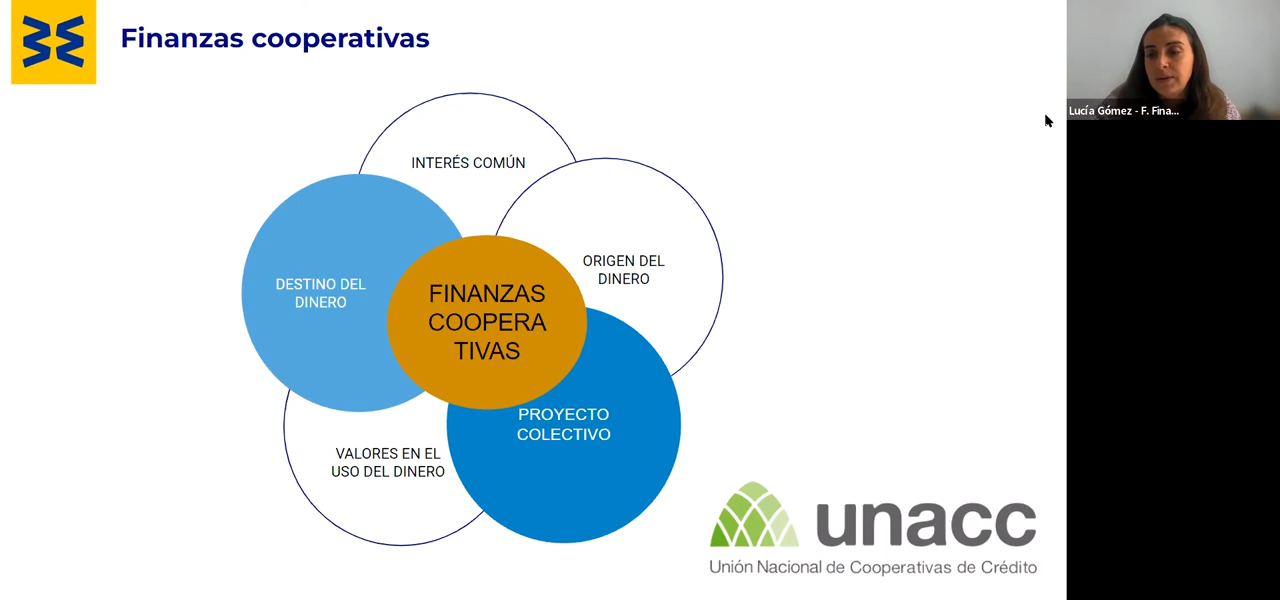 Finanzas cooperativas
Lucía Gómez - F. Fina...
INTERÉS COMÚN
ORIGEN DEL
DINERO
DESTINO DEL
DINERO
FINANZAS
COOPERA
TIVAS
PROYECTO
COLECTIVO
VALORES EN EL
USO DEL DINERO
unacc
Unión Nacional de Cooperativas de Crédito